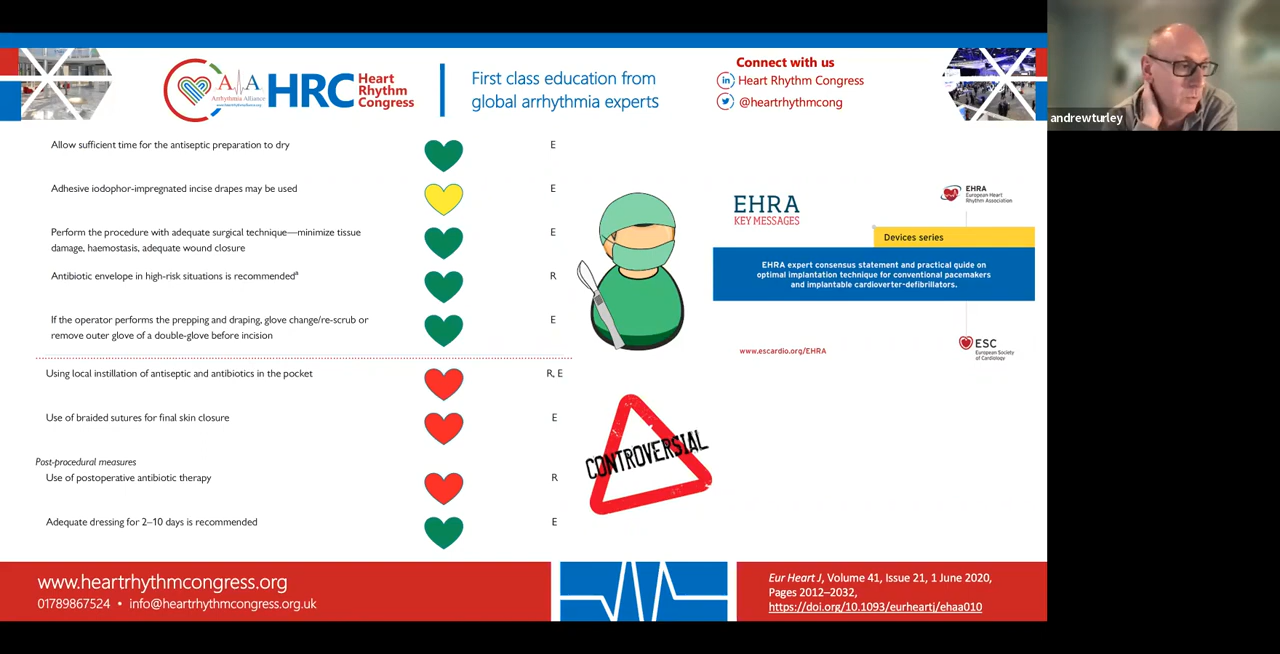 Arrhythmia Alliance
HRC
Heart
Rhythm
Congress
First class education from
global arrhythmia experts
Connect with us
Heart Rhythm Congress
@heartrhythmcong
andrewturley
Allow sufficient time for the antiseptic preparation to dry
E
Adhesive iodophor-impregnated incise drapes may be used
E
Perform the procedure with adequate surgical technique—minimize tissue
damage, haemostasis, adequate wound closure
E
Antibiotic envelope in high-risk situations is recommendedᵃ
R
If the operator performs the prepping and draping, glove change/re-scrub or
remove outer glove of a double-glove before incision
E
Using local instillation of antiseptic and antibiotics in the pocket
R, E
Use of braided sutures for final skin closure
E
Post-procedural measures
Use of postoperative antibiotic therapy
R
Adequate dressing for 2–10 days is recommended
E
EHRA
KEY MESSAGES
EHRA
European Heart
Rhythm Association
Devices series
EHRA expert consensus statement and practical guide on
optimal implantation technique for conventional pacemakers
and implantable cardioverter-defibrillators.
www.escardio.org/EHRA
ESC
European Society
of Cardiology
CONTROVERSIAL
www.heartrhythmcongress.org
01789867524 • info@heartrhythmcongress.org.uk
Eur Heart J, Volume 41, Issue 21, 1 June 2020,
Pages 2012–2032,
https://doi.org/10.1093/eurheartj/ehaa010